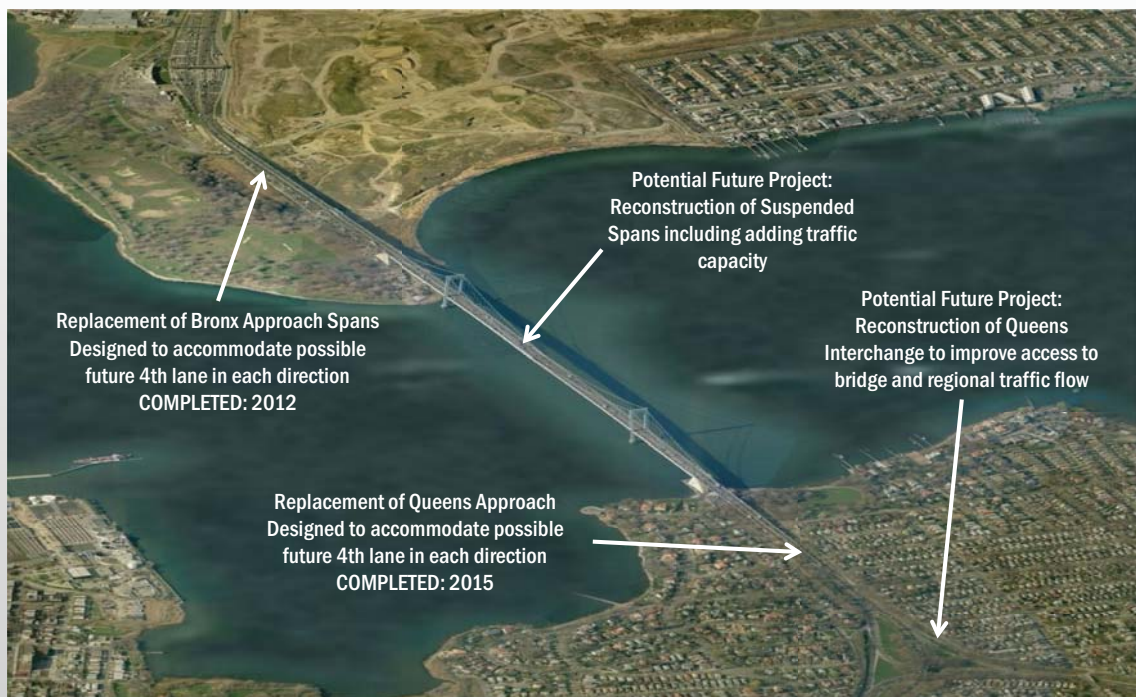 Potential Future Project:
Reconstruction of Suspended
Spans including adding traffic
capacity
Potential Future Project:
Reconstruction of Queens
Interchange to improve access to
bridge and regional traffic flow
Replacement of Bronx Approach Spans
Designed to accommodate possible
future 4th lane in each direction
COMPLETED: 2012
Replacement of Queens Approach
Designed to accommodate possible
future 4th lane in each direction
COMPLETED: 2015